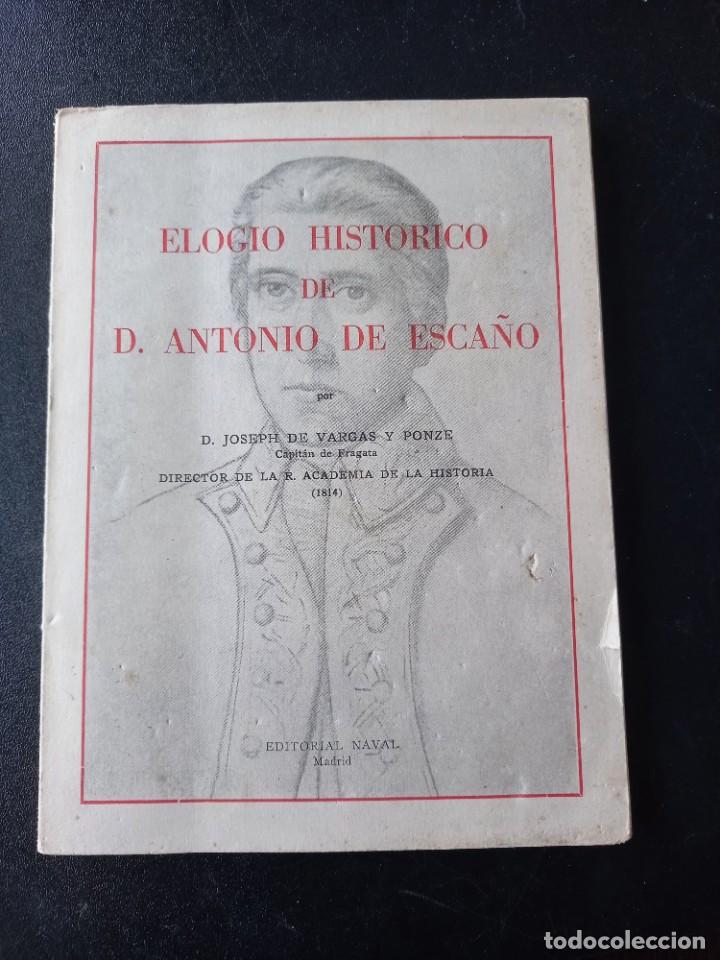 ELOGIO HISTORICO
DE
D. ANTONIO DE ESCAÑO
por
D. JOSEPH DE VARGAS Y PONZE
Capitán de Fragata
DIRECTOR DE LA R. ACADEMIA DE LA HISTORIA
(1814)
EDITORIAL NAVAL
Madrid
todocoleccion